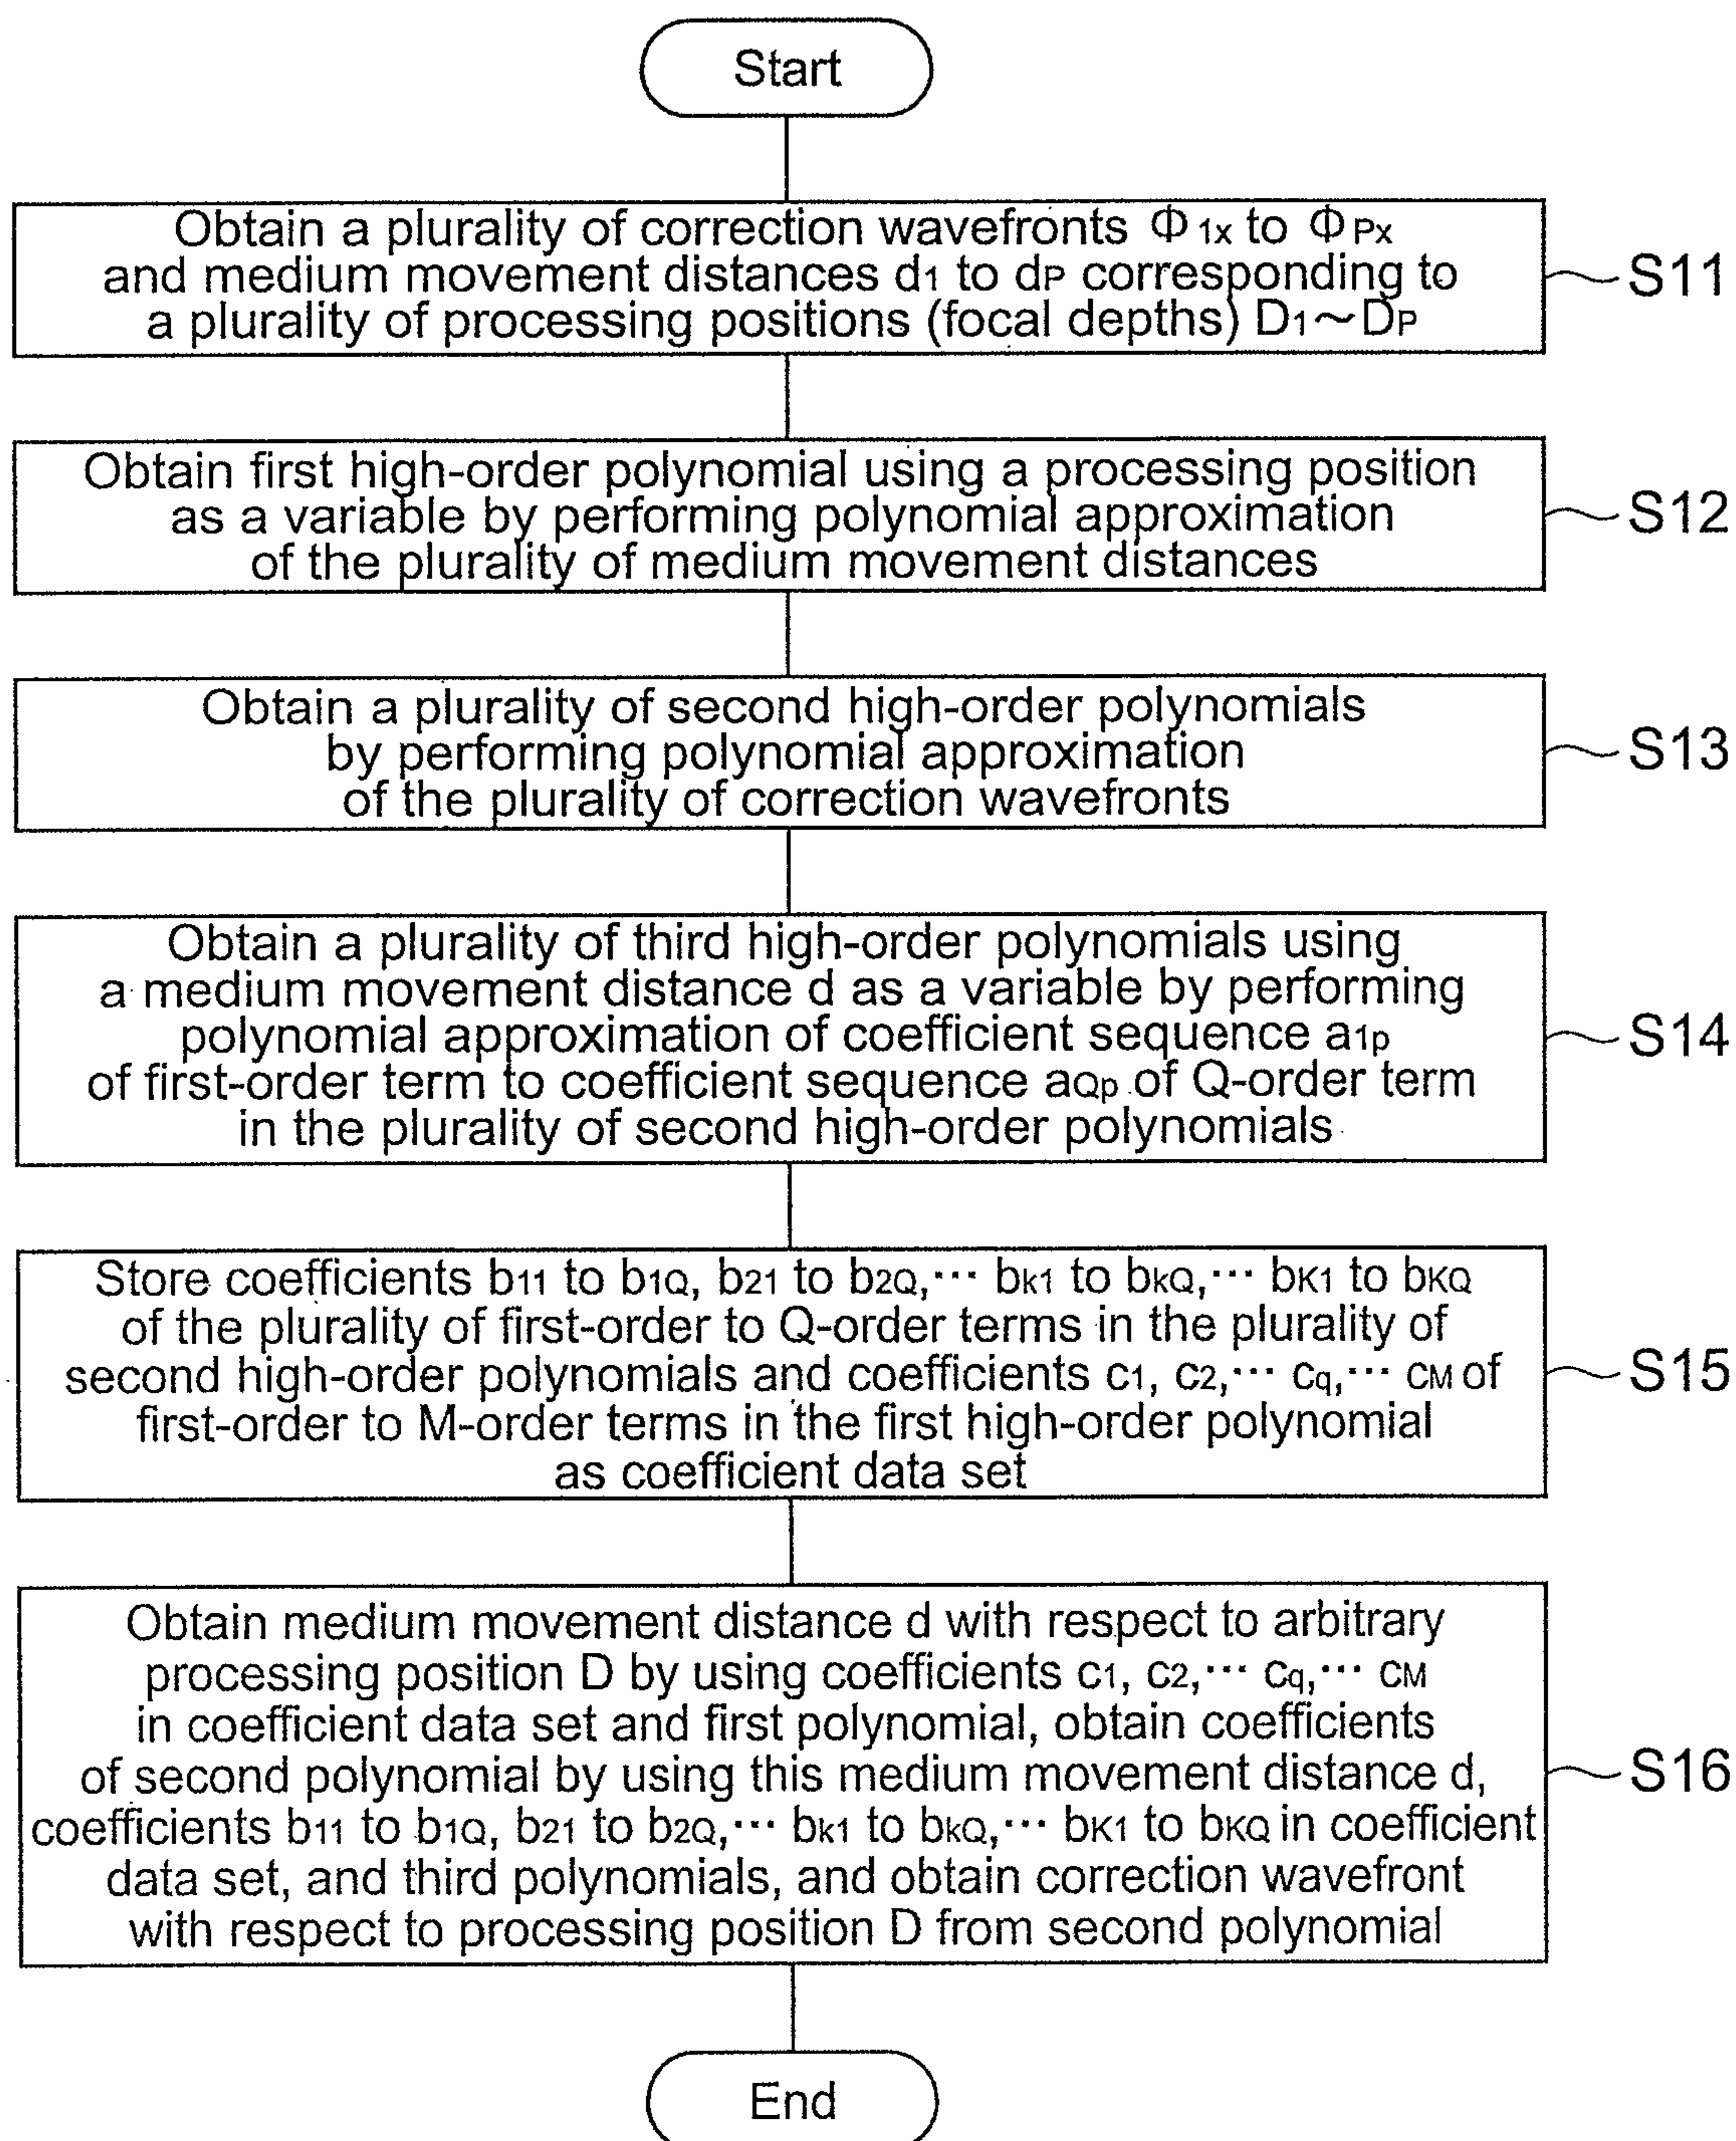 Start
Obtain a plurality of correction wavefronts Φ1x to ΦPx
and medium movement distances d1 to dP corresponding to
a plurality of processing positions (focal depths) D1～DP
S11
Obtain first high-order polynomial using a processing position
as a variable by performing polynomial approximation
of the plurality of medium movement distances
S12
Obtain a plurality of second high-order polynomials
by performing polynomial approximation
of the plurality of correction wavefronts
S13
Obtain a plurality of third high-order polynomials using
a medium movement distance d as a variable by performing
polynomial approximation of coefficient sequence a1p
of first-order term to coefficient sequence aQp of Q-order term
in the plurality of second high-order polynomials
S14
Store coefficients b11 to b1Q, b21 to b2Q,··· bk1 to bkQ,··· bK1 to bKQ
of the plurality of first-order to Q-order terms in the plurality of
second high-order polynomials and coefficients c1, c2,··· cq,··· cM of
first-order to M-order terms in the first high-order polynomial
as coefficient data set
S15
Obtain medium movement distance d with respect to arbitrary
processing position D by using coefficients c1, c2,··· cq,··· cM
in coefficient data set and first polynomial, obtain coefficients
of second polynomial by using this medium movement distance d,
coefficients b11 to b1Q, b21 to b2Q,··· bk1 to bkQ,··· bK1 to bKQ in coefficient
data set, and third polynomials, and obtain correction wavefront
with respect to processing position D from second polynomial
S16
End